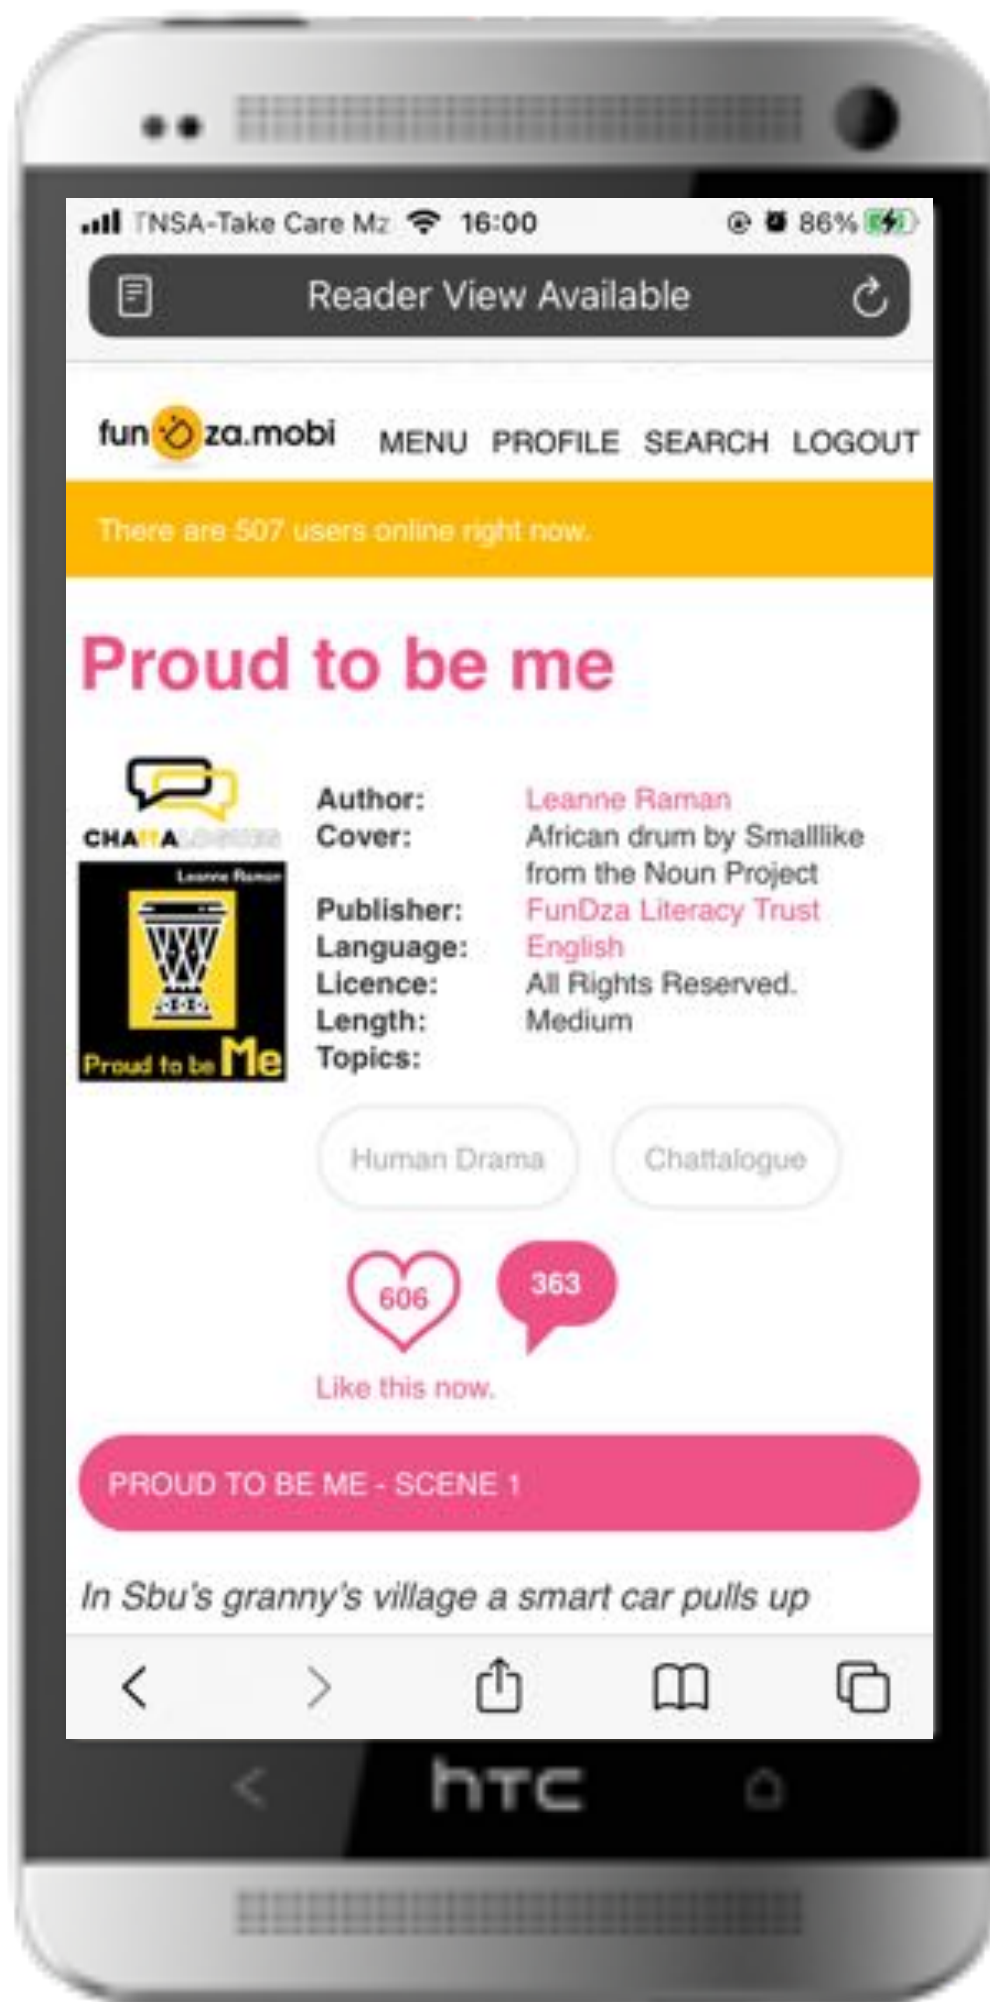 TNSA-Take Care Mz 16:00 86%
Reader View Available
fundza.mobi MENU PROFILE SEARCH LOGOUT
There are 507 users online right now.
Proud to be me
CHATTALOGUES
Leanne Raman
Proud to be Me
Author: Leanne Raman
Cover: African drum by Smalllike
from the Noun Project
Publisher: FunDza Literacy Trust
Language: English
Licence: All Rights Reserved.
Length: Medium
Topics:
Human Drama Chattalogue
606 363
Like this now.
PROUD TO BE ME - SCENE 1
In Sbu's granny's village a smart car pulls up
hTC